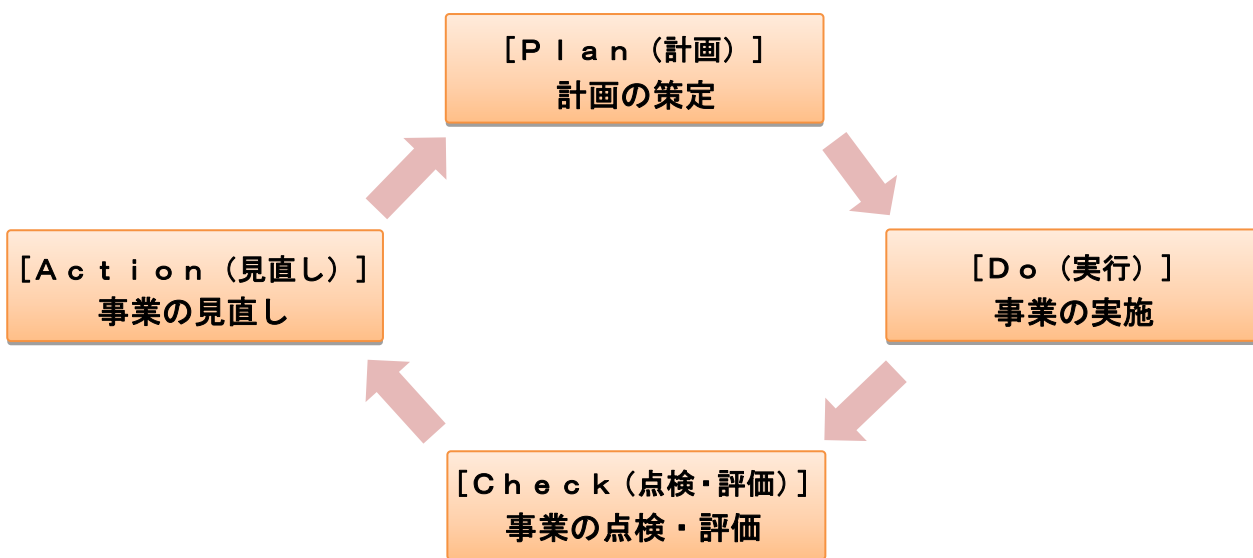 ［Ｐｌａｎ（計画）］
計画の策定
［Ａｃｔｉｏｎ（見直し）］
事業の見直し
［Ｄｏ（実行）］
事業の実施
［Ｃｈｅｃｋ（点検・評価）］
事業の点検・評価